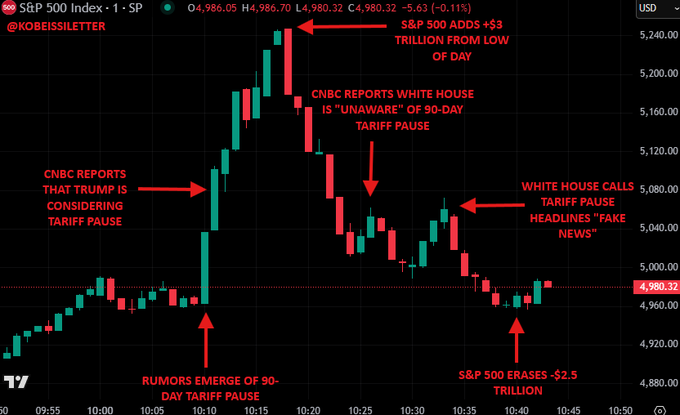 500 S&P 500 Index · 1 · SP O4,986.05 H4,986.70 L4,980.32 C4,980.32 −5.63 (−0.11%) USD
@KOBEISSILETTER
S&P 500 ADDS +$3
TRILLION FROM LOW
OF DAY
CNBC REPORTS WHITE HOUSE
IS "UNAWARE" OF 90-DAY
TARIFF PAUSE
CNBC REPORTS
THAT TRUMP IS
CONSIDERING
TARIFF PAUSE
WHITE HOUSE CALLS
TARIFF PAUSE
HEADLINES "FAKE
NEWS"
RUMORS EMERGE OF 90-
DAY TARIFF PAUSE
S&P 500 ERASES -$2.5
TRILLION
5,240.00
5,200.00
5,160.00
5,120.00
5,080.00
5,040.00
5,000.00
4,980.32
4,960.00
4,920.00
4,880.00
TV
50 09:55 10:00 10:05 10:10 10:15 10:20 10:25 10:30 10:35 10:40 10:45 10:50